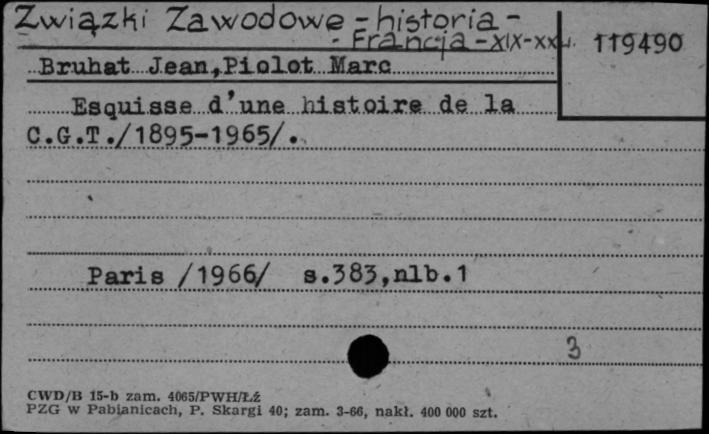 Związki Zawodowe - historia -
- Francja - XIX-XX w.
119490
Bruhat Jean,Piolot Marc
Esquisse d'une histoire de la
C.G.T./1895-1965/.
Paris /1966/ s.383,nlb.1
3
CWD/B 15-b zam. 4065/PWH/Łź
PZG w Pabianicach, P. Skargi 40; zam. 3-66, nakł. 400 000 szt.